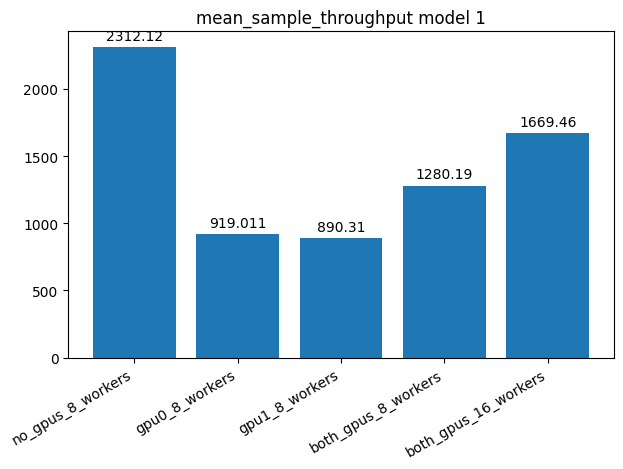 mean_sample_throughput model 1
2312.12
919.011
890.31
1280.19
1669.46
2000
1500
1000
500
0
no_gpus_8_workers
gpu0_8_workers
gpu1_8_workers
both_gpus_8_workers
both_gpus_16_workers